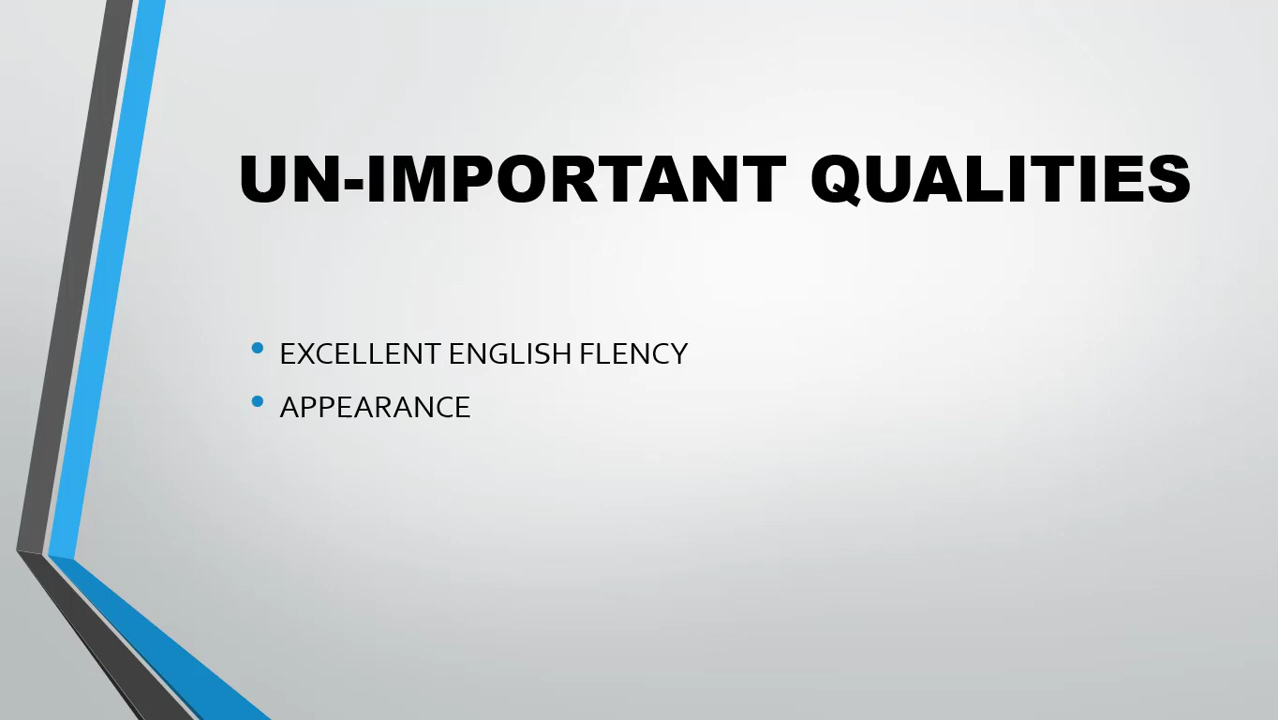 UN-IMPORTANT QUALITIES
• EXCELLENT ENGLISH FLENCY
• APPEARANCE